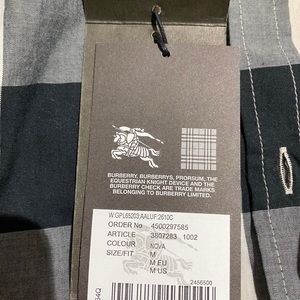 BURBERRY, BURBERRYS, PRORSUM, THE
EQUESTRIAN KNIGHT DEVICE AND THE
BURBERRY CHECK ARE TRADE MARKS
BELONGING TO BURBERRY LIMITED.
W:GPL65203:AALUF:2610C
ORDER No 4500297585
ARTICLE 3807283 1002
COLOUR NOVA
SIZE/FIT M
M EU
M US
2456500